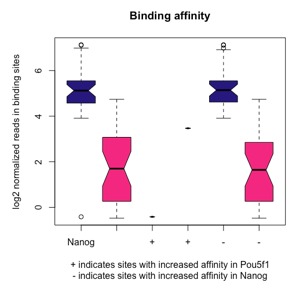 Binding affinity
log2 normalized reads in binding sites
6
4
2
0
Nanog + + - -
+ indicates sites with increased affinity in Pou5f1
- indicates sites with increased affinity in Nanog